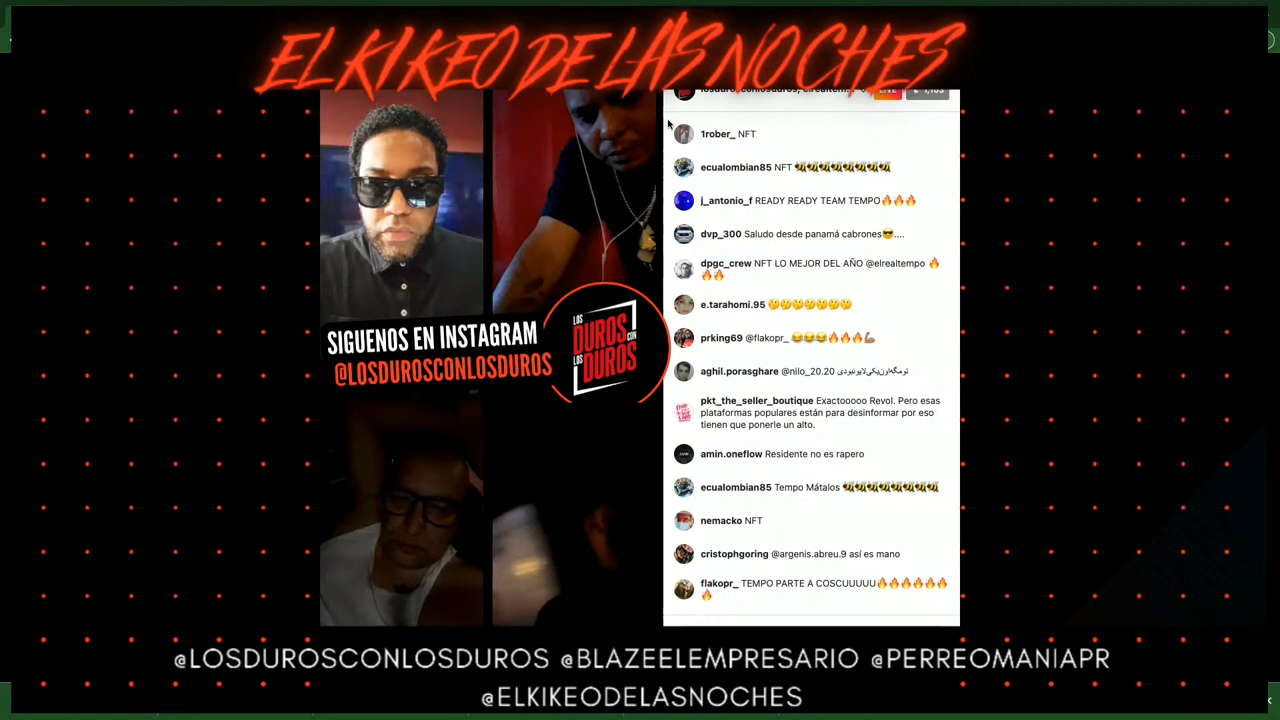 EL KIKEO DE LAS NOCHES
LIVE
1rober_ NFT
ecualombian85 NFT 🐝🐝🐝🐝🐝🐝🐝🐝
j_antonio_f READY READY TEAM TEMPO🔥🔥🔥
dvp_300 Saludo desde panamá cabrones😎....
dpgc_crew NFT LO MEJOR DEL AÑO @elrealtempo 🔥
🔥🔥
e.tarahomi.95 🤔🤔🤔🤔🤔🤔🤔
prking69 @flakopr_ 😂😂😂🔥🔥🔥💪🏽
aghil.porasghare @nilo_20.20
pkt_the_seller_boutique Exactooooo Revol. Pero esas
plataformas populares están para desinformar por eso
tienen que ponerle un alto.
amin.oneflow Residente no es rapero
ecualombian85 Tempo Mátalos 🐝🐝🐝🐝🐝🐝🐝🐝
nemacko NFT
cristophgoring @argenis.abreu.9 así es mano
flakopr_ TEMPO PARTE A COSCUUUUU🔥🔥🔥🔥🔥🔥
🔥
SIGUENOS EN INSTAGRAM
@LOSDUROSCONLOSDUROS
LOS
DUROS
CON
LOS
DUROS
@LOSDUROSCONLOSDUROS @BLAZEELEMPRESARIO @PERREOMANIAPR
@ELKIKEODELASNOCHES